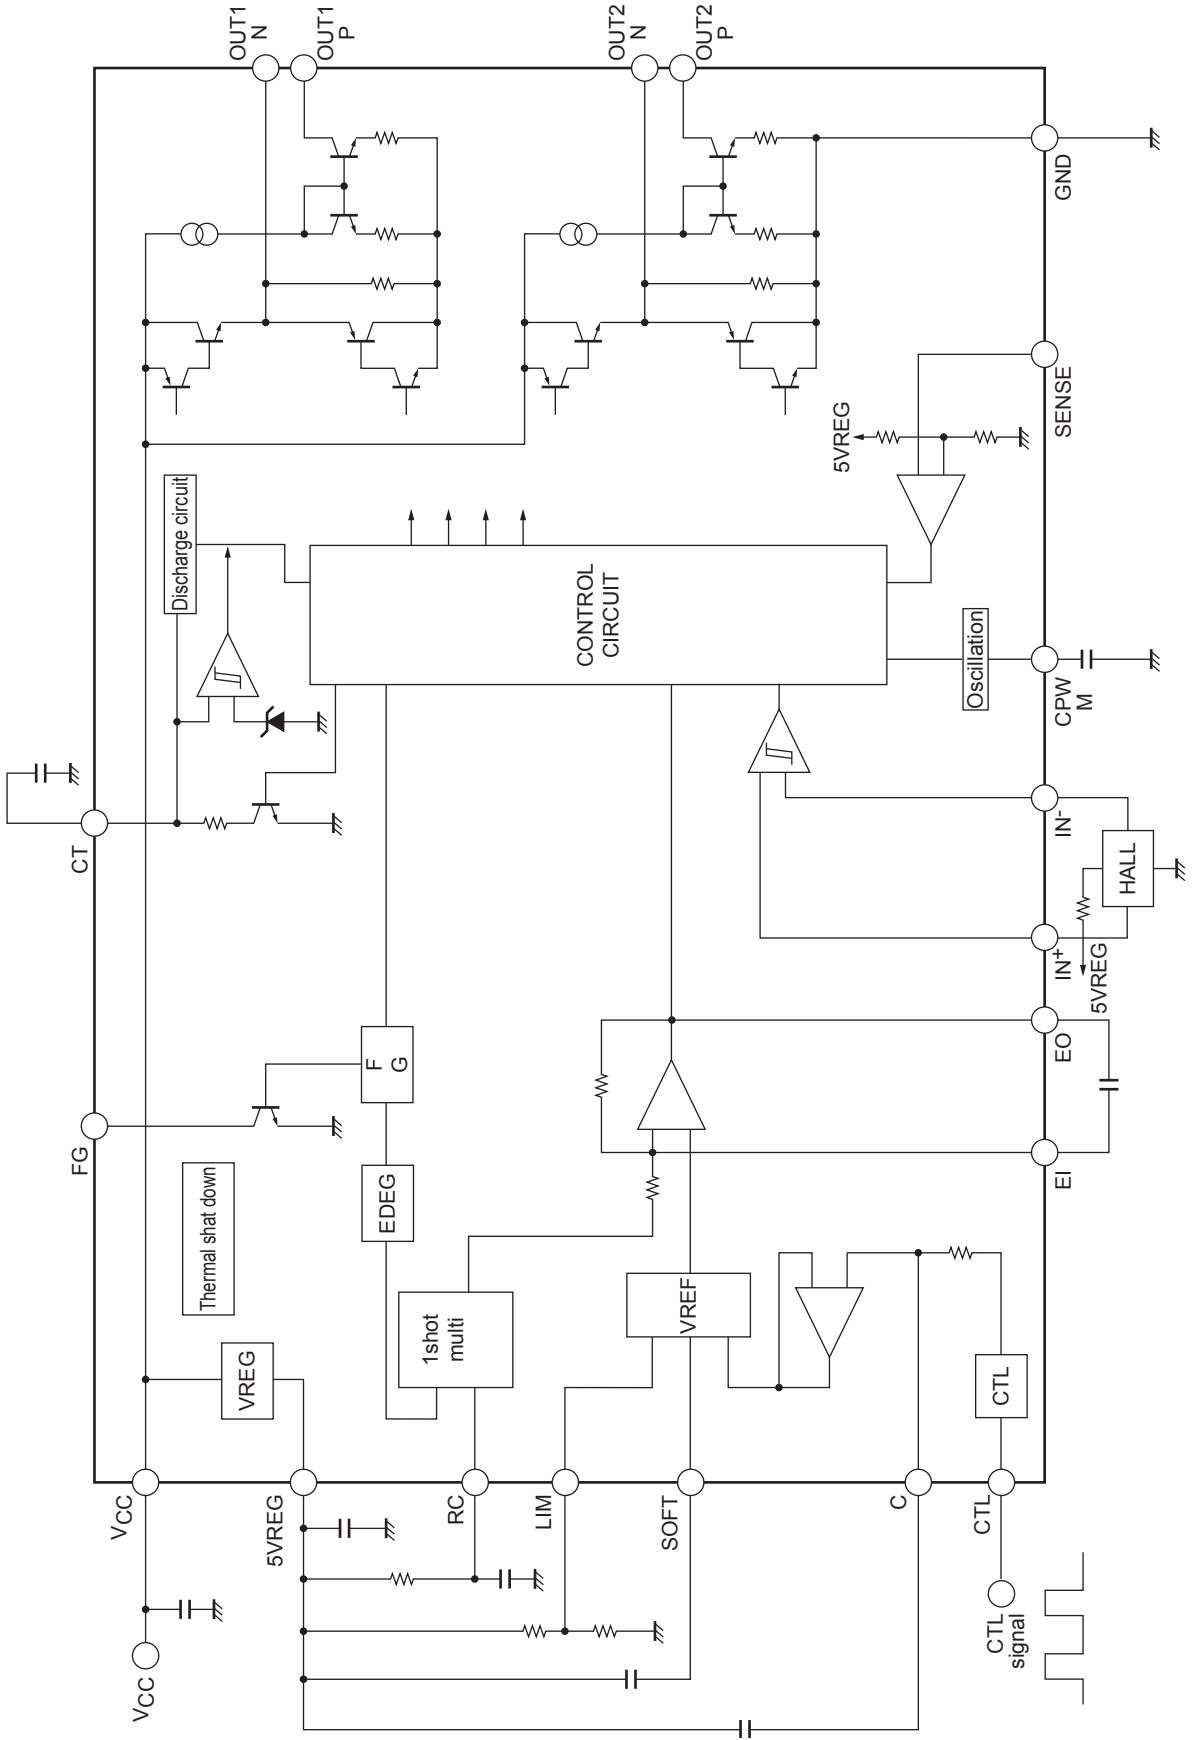 OUT1
N
OUT1
P
OUT2
N
OUT2
P
GND
SENSE
5VREG
Discharge circuit
CONTROL
CIRCUIT
Oscillation
CPW
M
CT
IN-
HALL
IN+
5VREG
EO
F
G
FG
EI
EDEG
Thermal shat down
VREF
1shot
multi
VREG
CTL
VCC
5VREG
RC
LIM
SOFT
C
CTL
VCC
CTL
signal